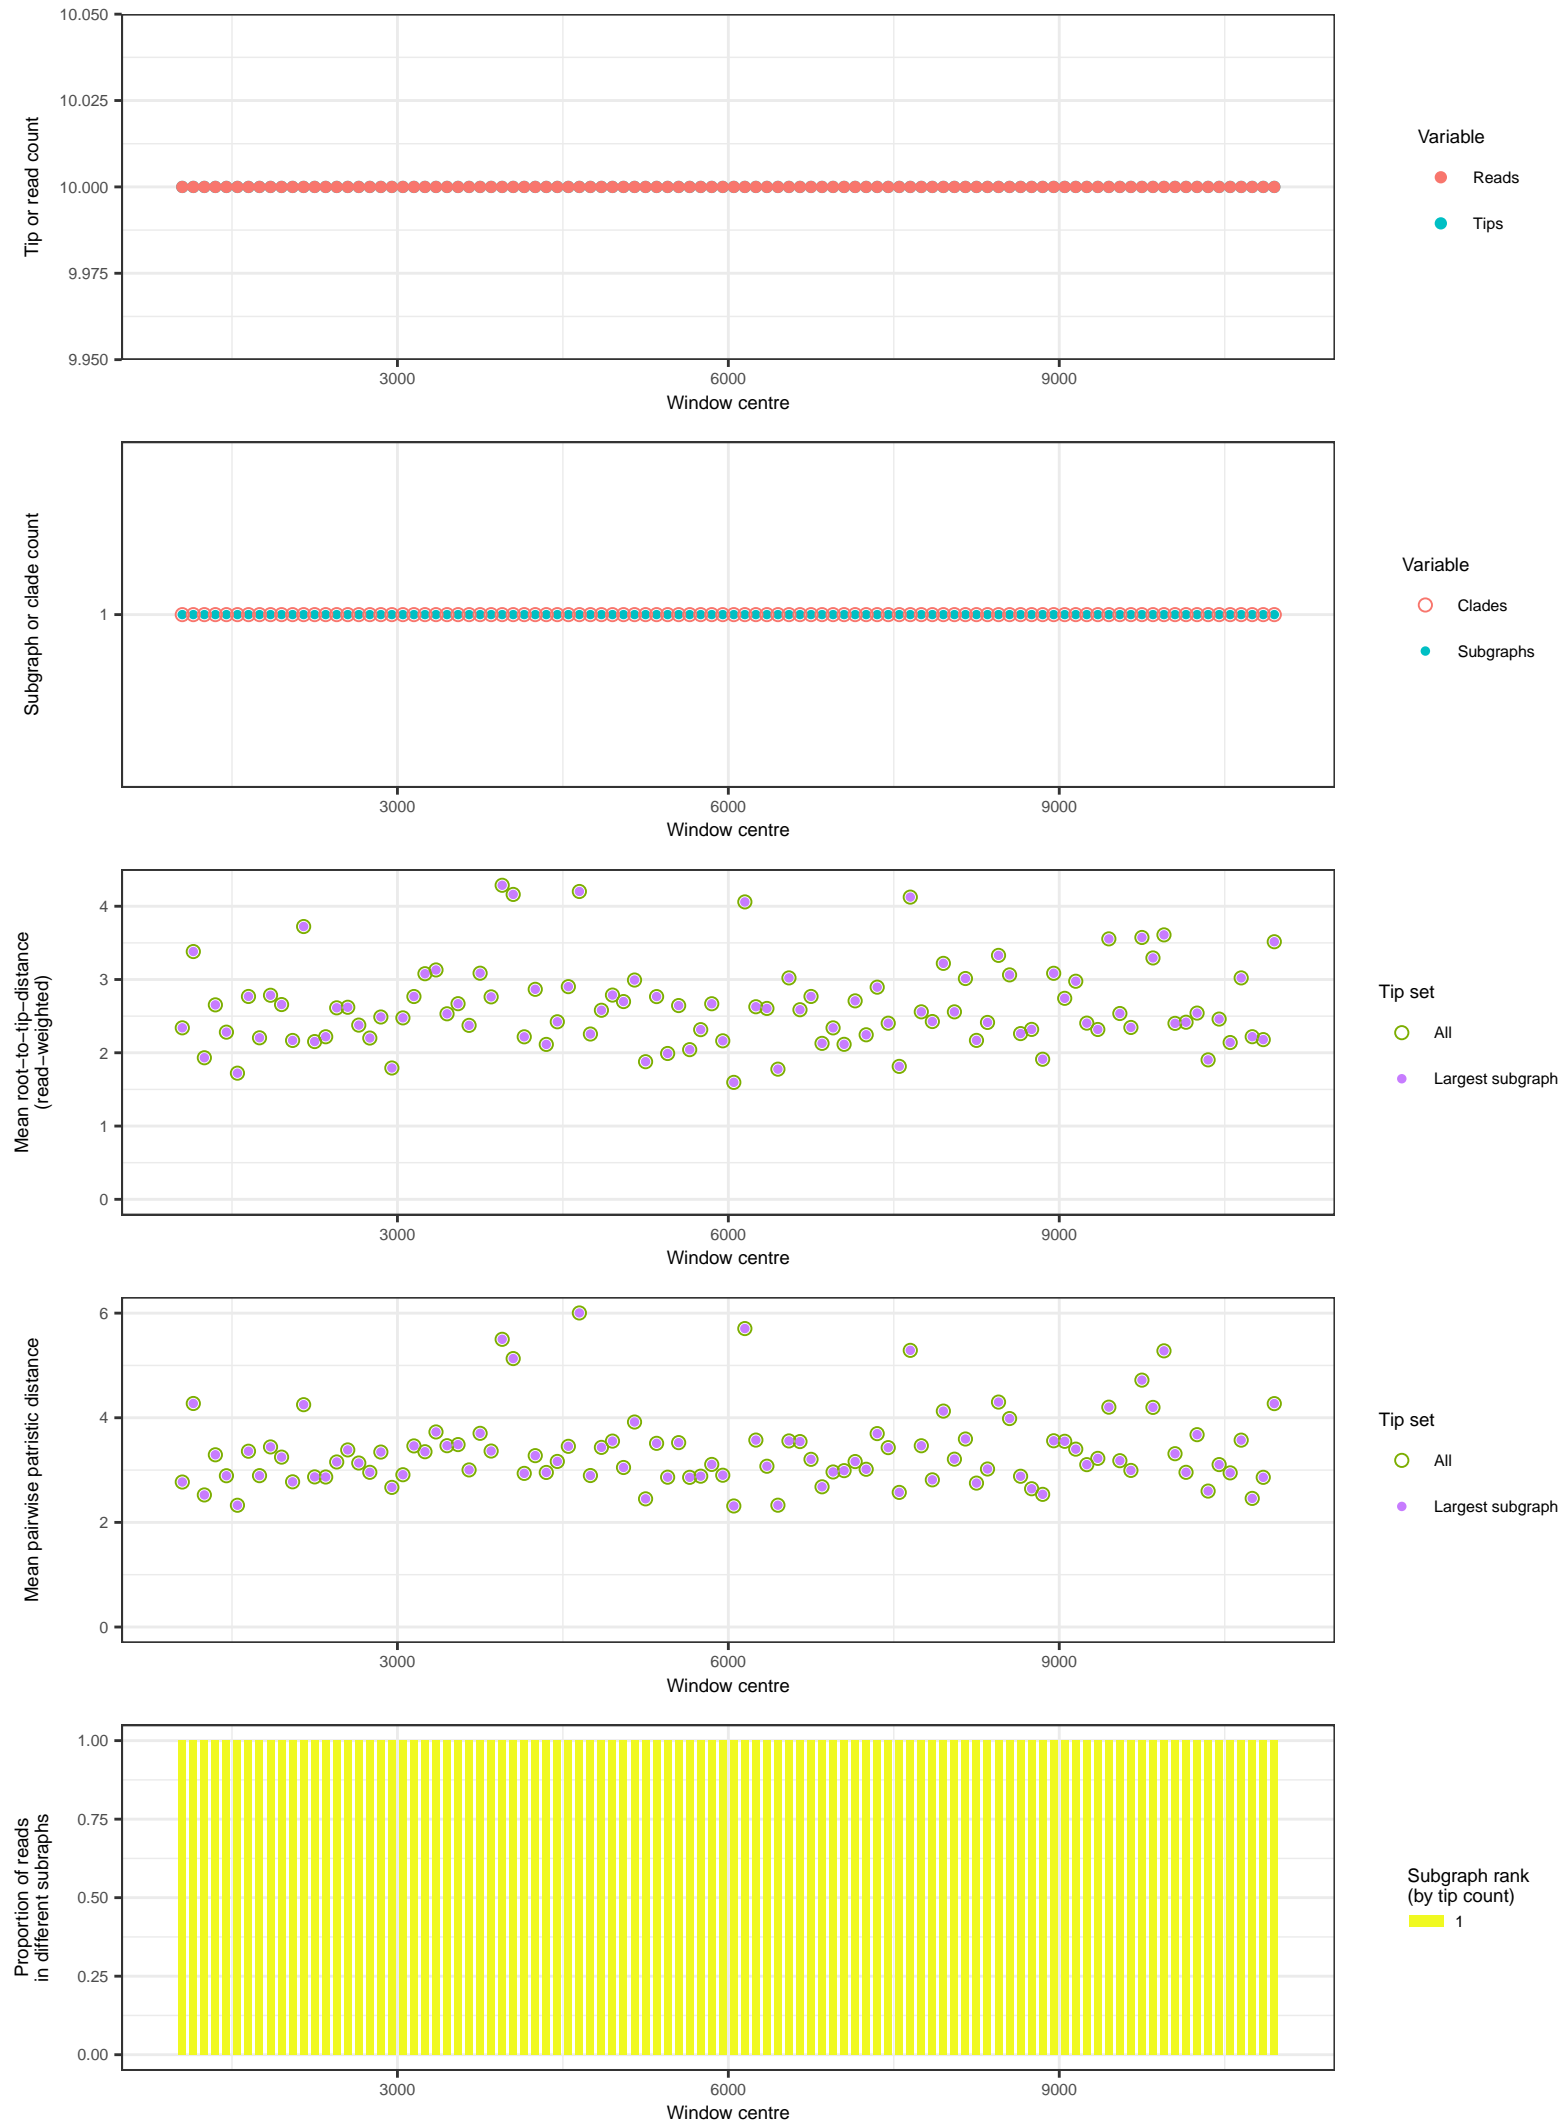 10.050
10.025
10.000
9.975
9.950
Tip or read count
3000
6000
9000
Window centre
Variable
Reads
Tips
1
Subgraph or clade count
3000
6000
9000
Window centre
Variable
Clades
Subgraphs
4
3
2
1
0
Mean root−to−tip−distance
(read−weighted)
3000
6000
9000
Window centre
Tip set
All
Largest subgraph
6
4
2
0
Mean pairwise patristic distance
3000
6000
9000
Window centre
Tip set
All
Largest subgraph
1.00
0.75
0.50
0.25
0.00
Proportion of reads
in different subraphs
3000
6000
9000
Window centre
Subgraph rank
(by tip count)
1